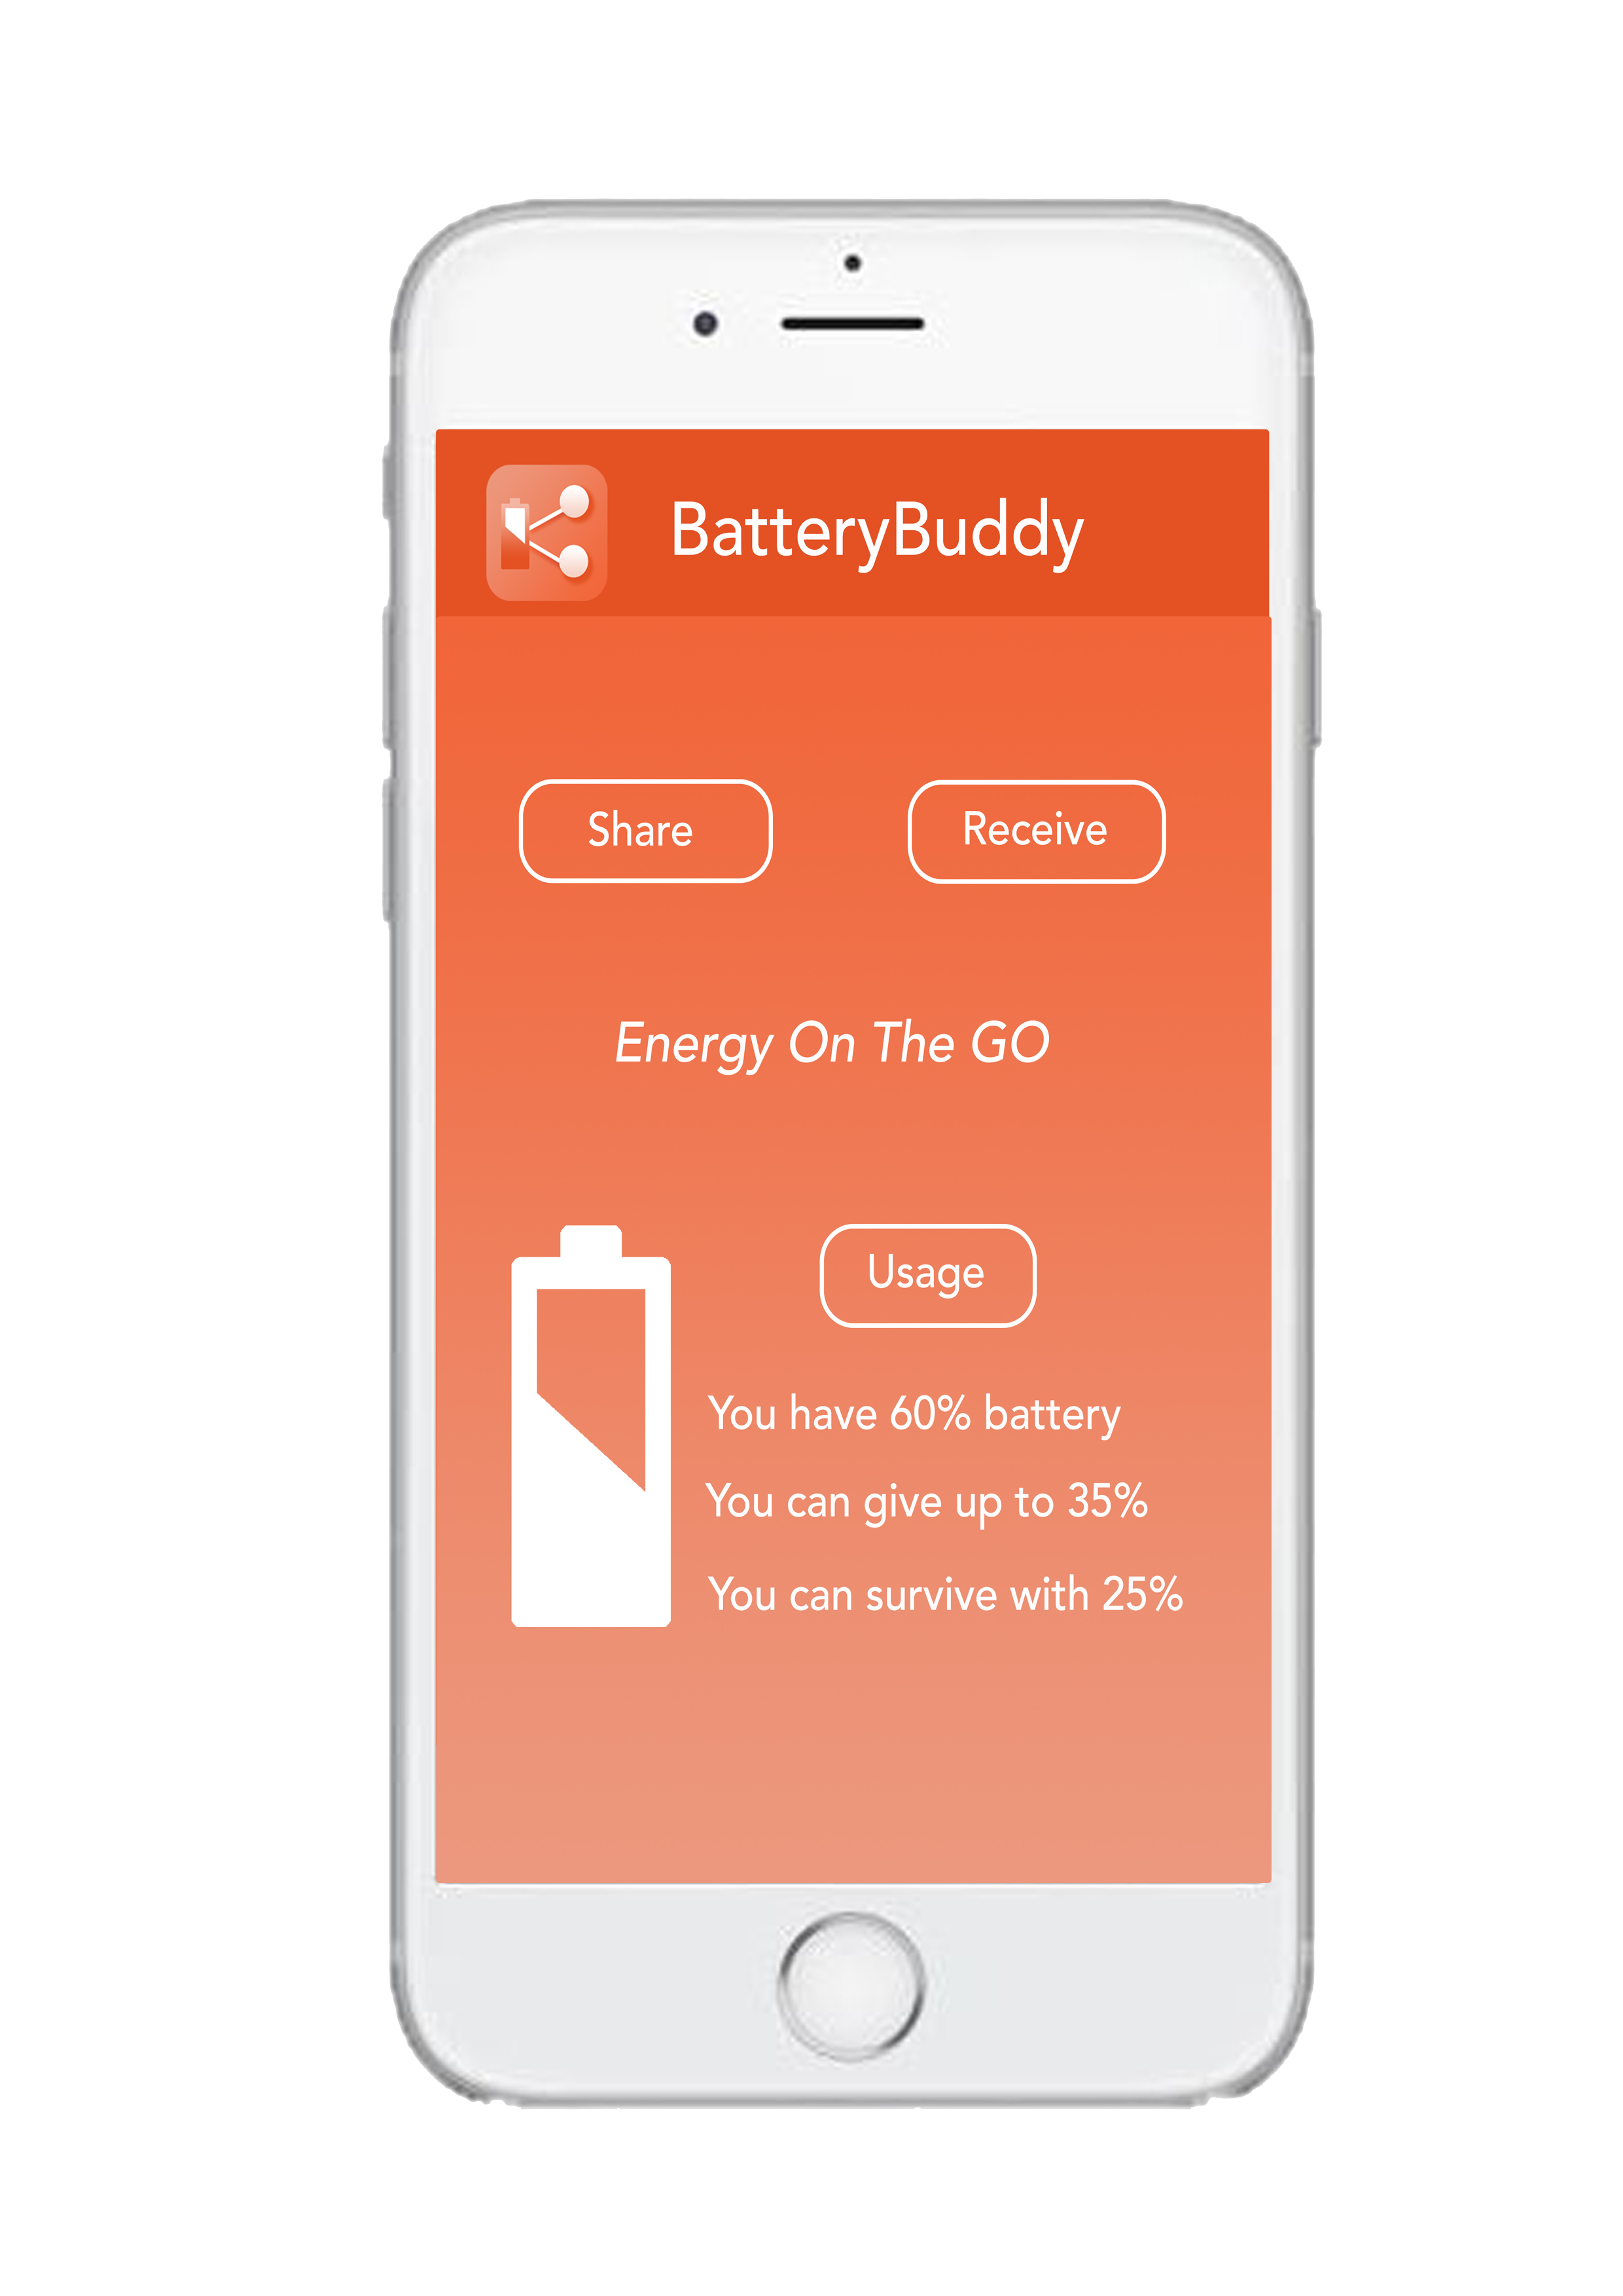 BatteryBuddy
Share
Receive
Energy On The GO
Usage
You have 60% battery
You can give up to 35%
You can survive with 25%